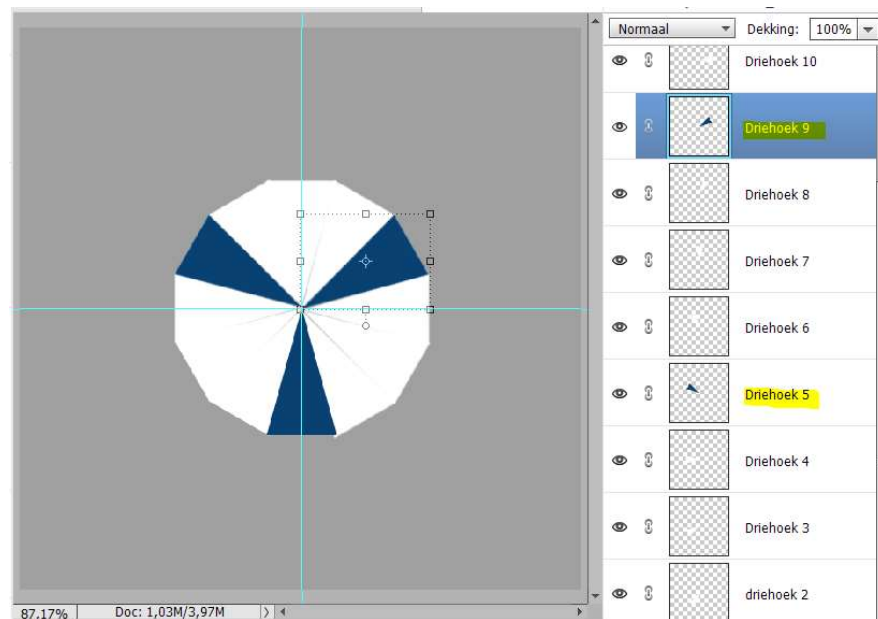 Normaal Dekking: 100%
Driehoek 10
Driehoek 9
Driehoek 8
Driehoek 7
Driehoek 6
Driehoek 5
Driehoek 4
Driehoek 3
driehoek 2
87,17% Doc: 1,03M/3,97M